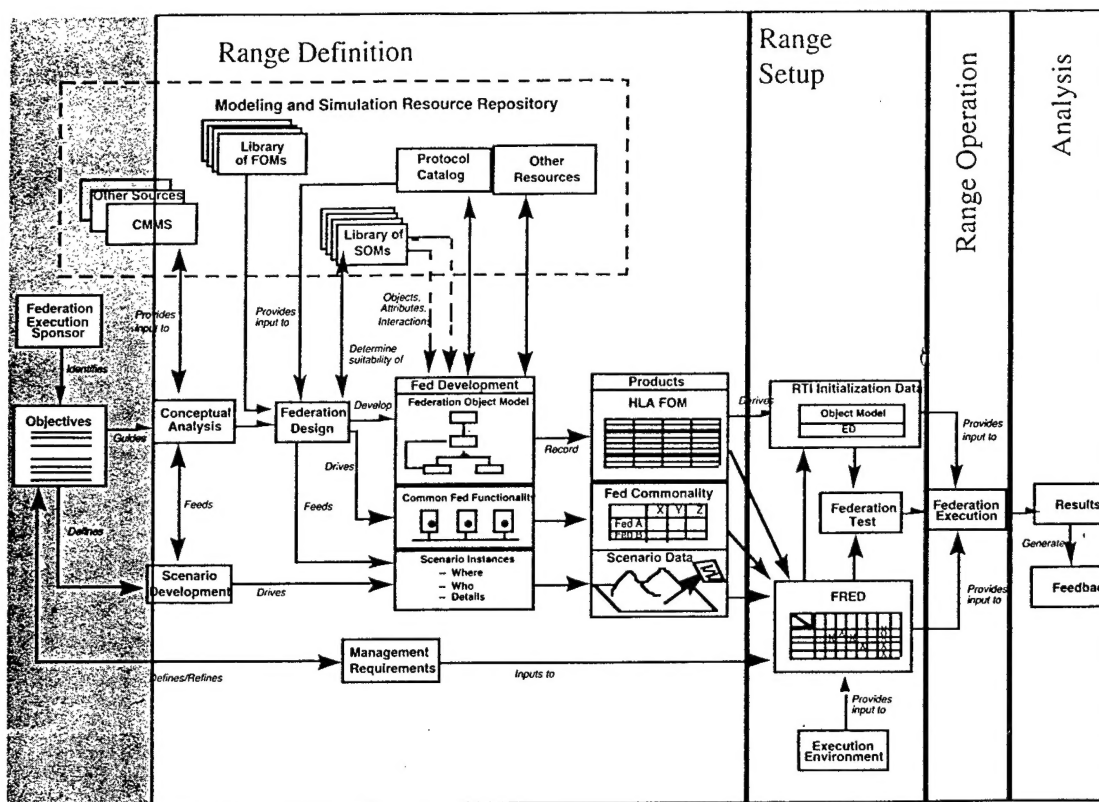 Range Definition
Range
Setup
Range Operation
Analysis
Modeling and Simulation Resource Repository
Library
of FOMs
Protocol
Catalog
Other
Resources
Other Sources
CMMS
Library of
SOMs
Federation
Execution
Sponsor
Provides
input to
Provides
input to
Objects,
Attributes,
Interactions
Determine
suitability of
Identifies
Objectives
Guides
Conceptual
Analysis
Federation
Design
Develop
Fed Development
Federation Object Model
Record
Products
HLA FOM
Derives
RTI Initialization Data
Object Model
ED
Provides
input to
Drives
Feeds
Feeds
Common Fed Functionality
Fed Commonality
X Y Z
Fed A
Fed B
Federation
Test
Federation
Execution
Results
Generate
Feedbac
Defines
Scenario
Development
Drives
Scenario Instances
– Where
– Who
– Details
Scenario Data
FRED
Provides
input to
Management
Requirements
Defines/Refines
Inputs to
Provides
input to
Execution
Environment